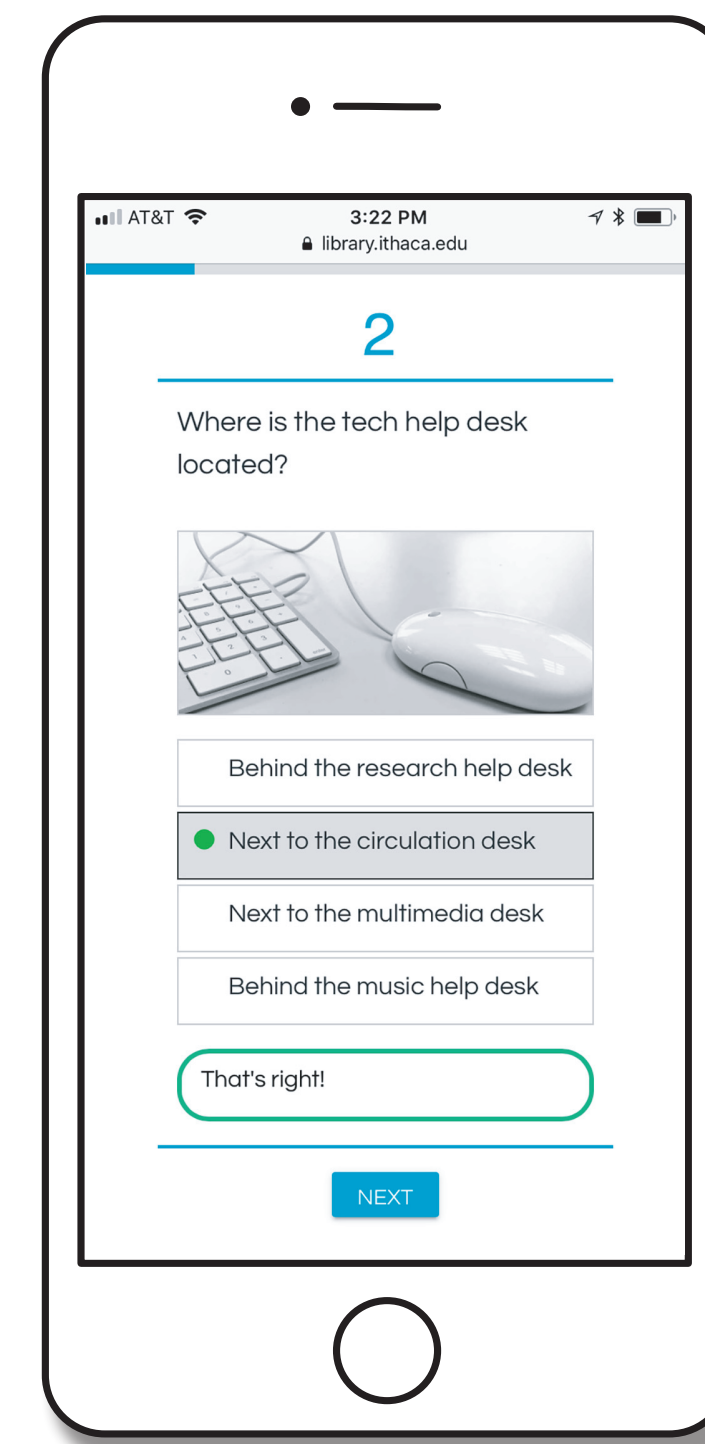 AT&T 3:22 PM
library.ithaca.edu
2
Where is the tech help desk
located?
Behind the research help desk
Next to the circulation desk
Next to the multimedia desk
Behind the music help desk
That's right!
NEXT